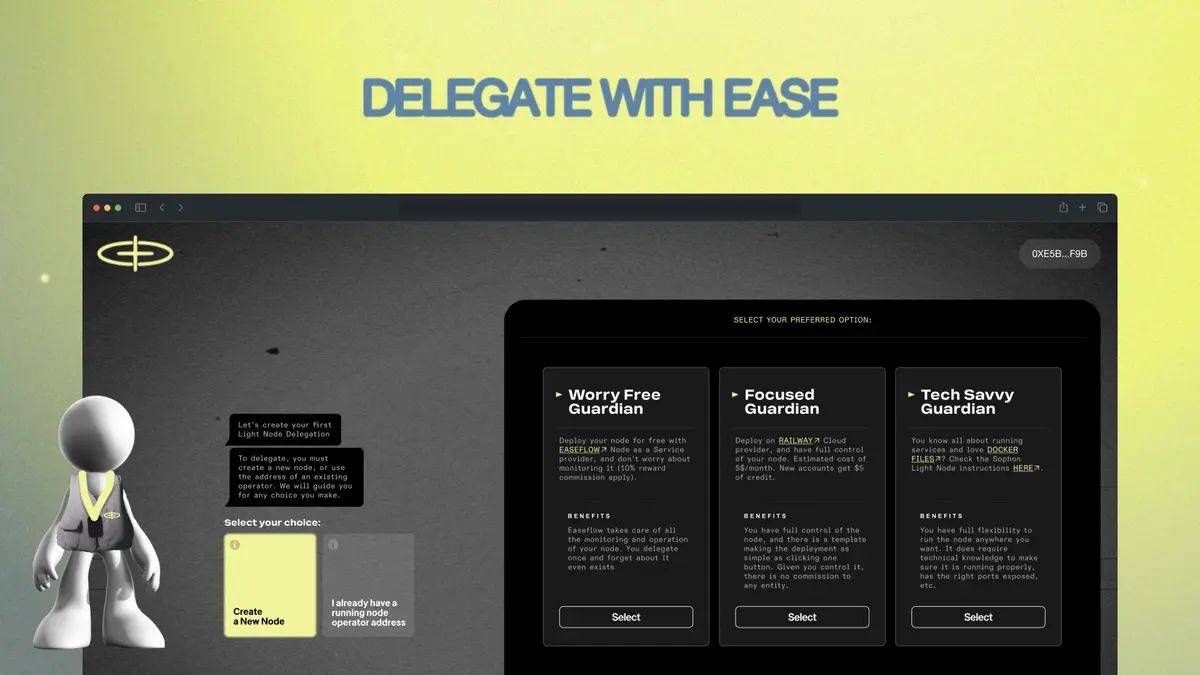 DELEGATE WITH EASE
0XE5B...F9B
SELECT YOUR PREFERRED OPTION:
Let's create your first
Light Node Delegation
To delegate, you must
create a new node, or use
the address of an existing
operator. We will guide you
for any choice you make.
Select your choice:
Create
a New Node
I already have a
running node
operator address
Worry Free
Guardian
Deploy your node for free with
EASEFLOW↗ Node as a Service
provider, and don't worry about
monitoring it (10% reward
commission apply).
BENEFITS
Easeflow takes care of all
the monitoring and operation
of your node. You delegate
once and forget about it
even exists
Select
Focused
Guardian
Deploy on RAILWAY↗ Cloud
provider, and have full control
of your node. Estimated cost of
5$/month. New accounts get $5
of credit.
BENEFITS
You have full control of the
node, and there is a template
making the deployment as
simple as clicking one
button. Given you control it,
there is no commission to
any entity.
Select
Tech Savvy
Guardian
You know all about running
services and love DOCKER
FILES↗? Check the Sophon
Light Node instructions HERE↗.
BENEFITS
You have full flexibility to
run the node anywhere you
want. It does require
technical knowledge to make
sure it is running properly,
has the right ports exposed,
etc.
Select